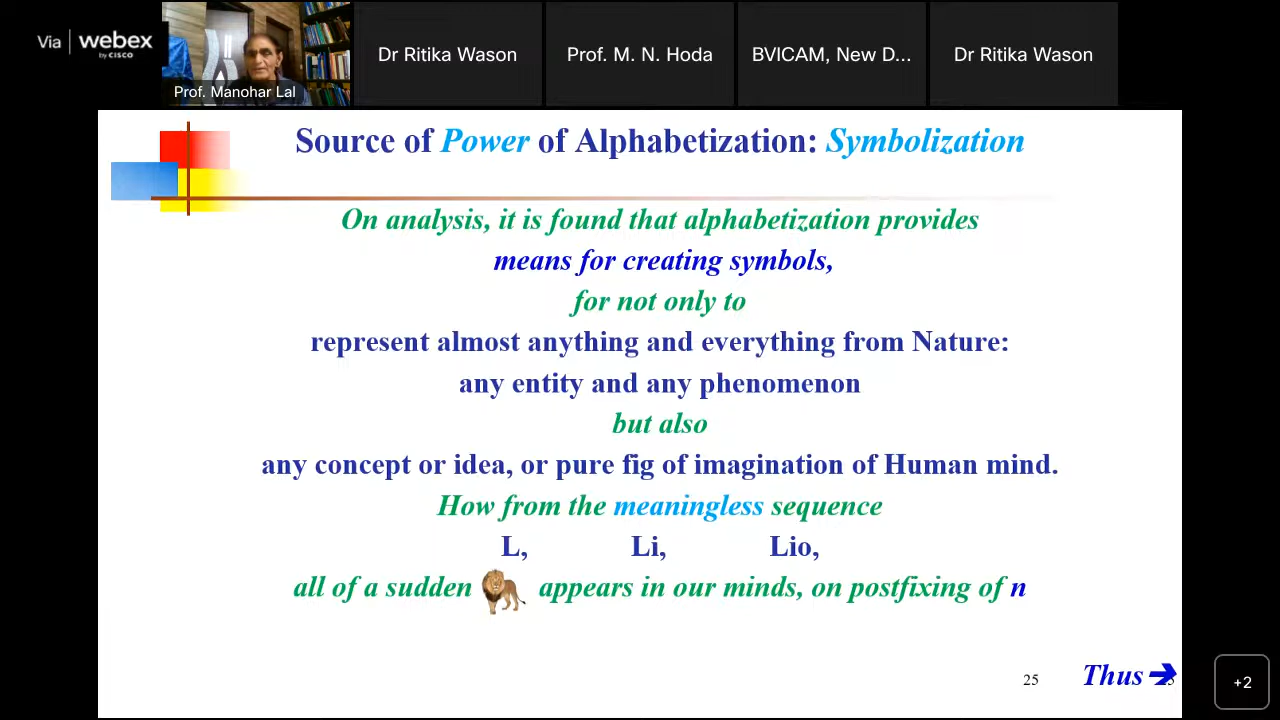 Via | webex
by CISCO
Prof. Manohar Lal
Dr Ritika Wason
Prof. M. N. Hoda
BVICAM, New D...
Dr Ritika Wason
Source of Power of Alphabetization: Symbolization
On analysis, it is found that alphabetization provides
means for creating symbols,
for not only to
represent almost anything and everything from Nature:
any entity and any phenomenon
but also
any concept or idea, or pure fig of imagination of Human mind.
How from the meaningless sequence
L, Li, Lio,
all of a sudden appears in our minds, on postfixing of n
25
Thus
+2